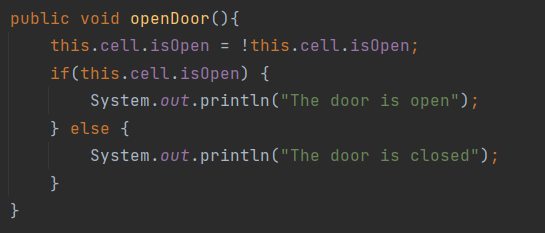 public void openDoor(){
    this.cell.isOpen = !this.cell.isOpen;
    if(this.cell.isOpen) {
        System.out.println("The door is open");
    } else {
        System.out.println("The door is closed");
    }
}